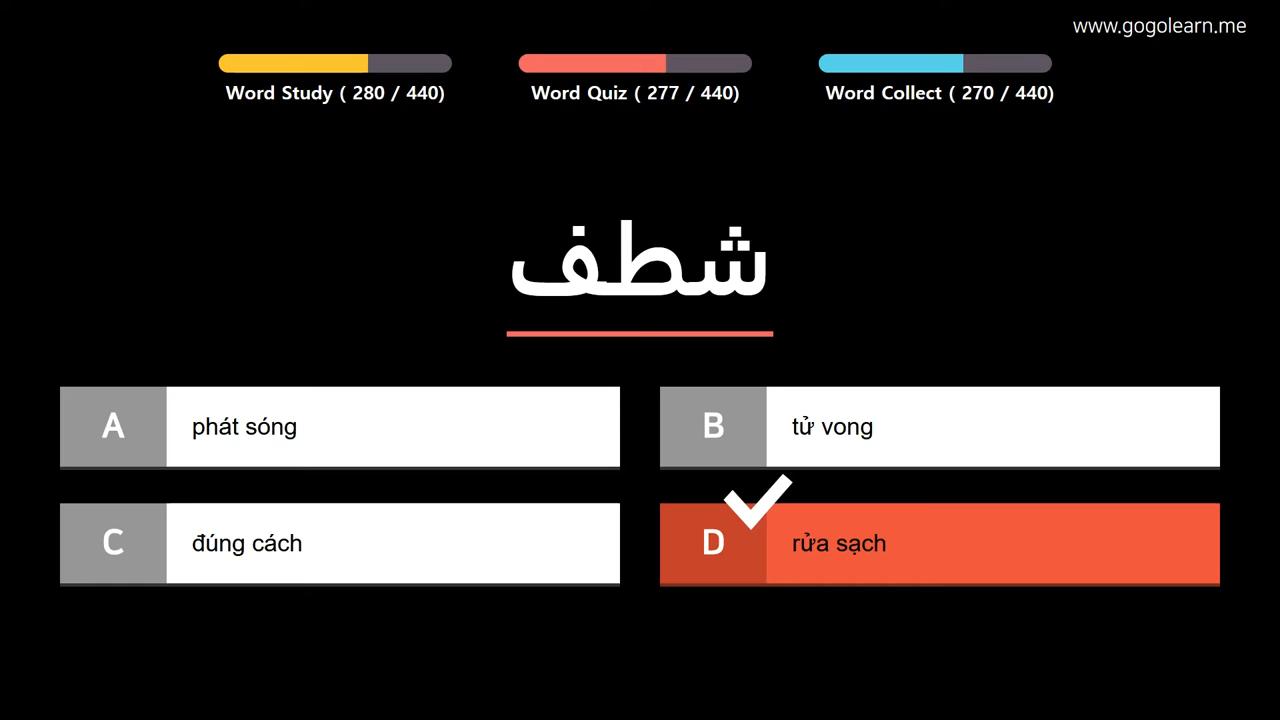 www.gogolearn.me
Word Study ( 280 / 440)
Word Quiz ( 277 / 440)
Word Collect ( 270 / 440)
شطف
A phát sóng
B tử vong
C đúng cách
D rửa sạch